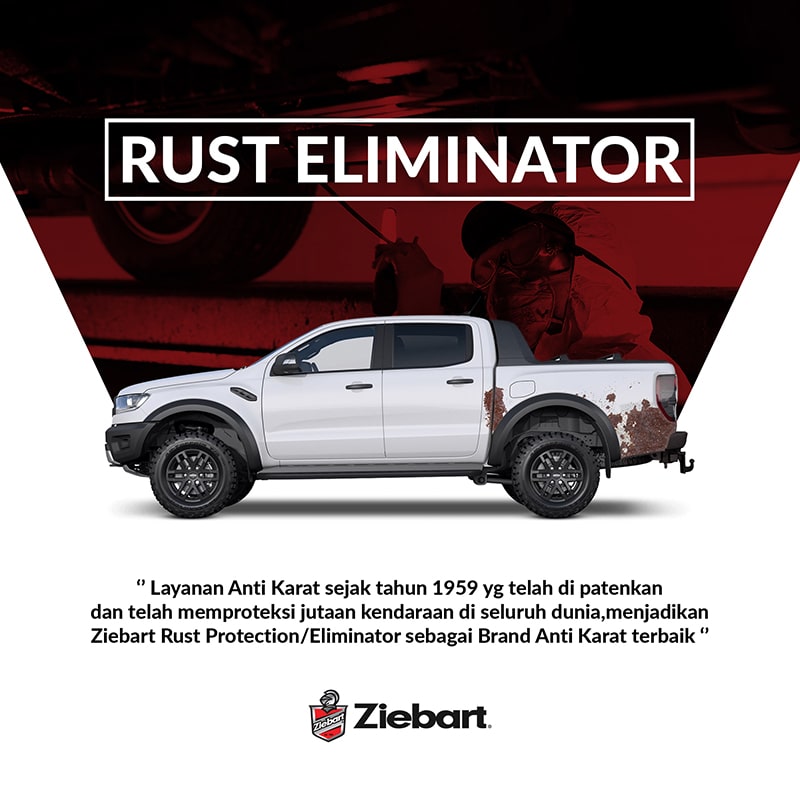 RUST ELIMINATOR
‘’ Layanan Anti Karat sejak tahun 1959 yg telah di patenkan
dan telah memproteksi jutaan kendaraan di seluruh dunia,menjadikan
Ziebart Rust Protection/Eliminator sebagai Brand Anti Karat terbaik ‘’
Ziebart Ziebart®